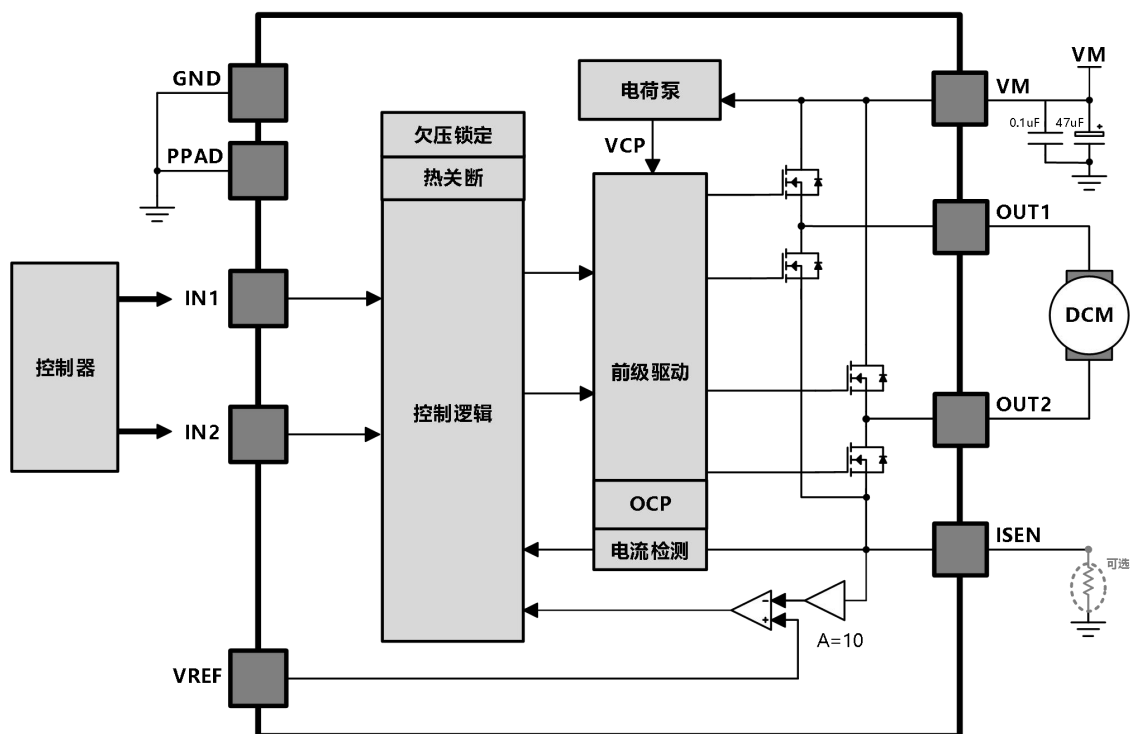 GND
PPAD
控制器
IN1
IN2
VREF
欠压锁定
热关断
控制逻辑
电荷泵
VCP
前级驱动
OCP
电流检测
A=10
VM
VM
0.1uF
47uF
+
OUT1
DCM
OUT2
ISEN
可选
-
+